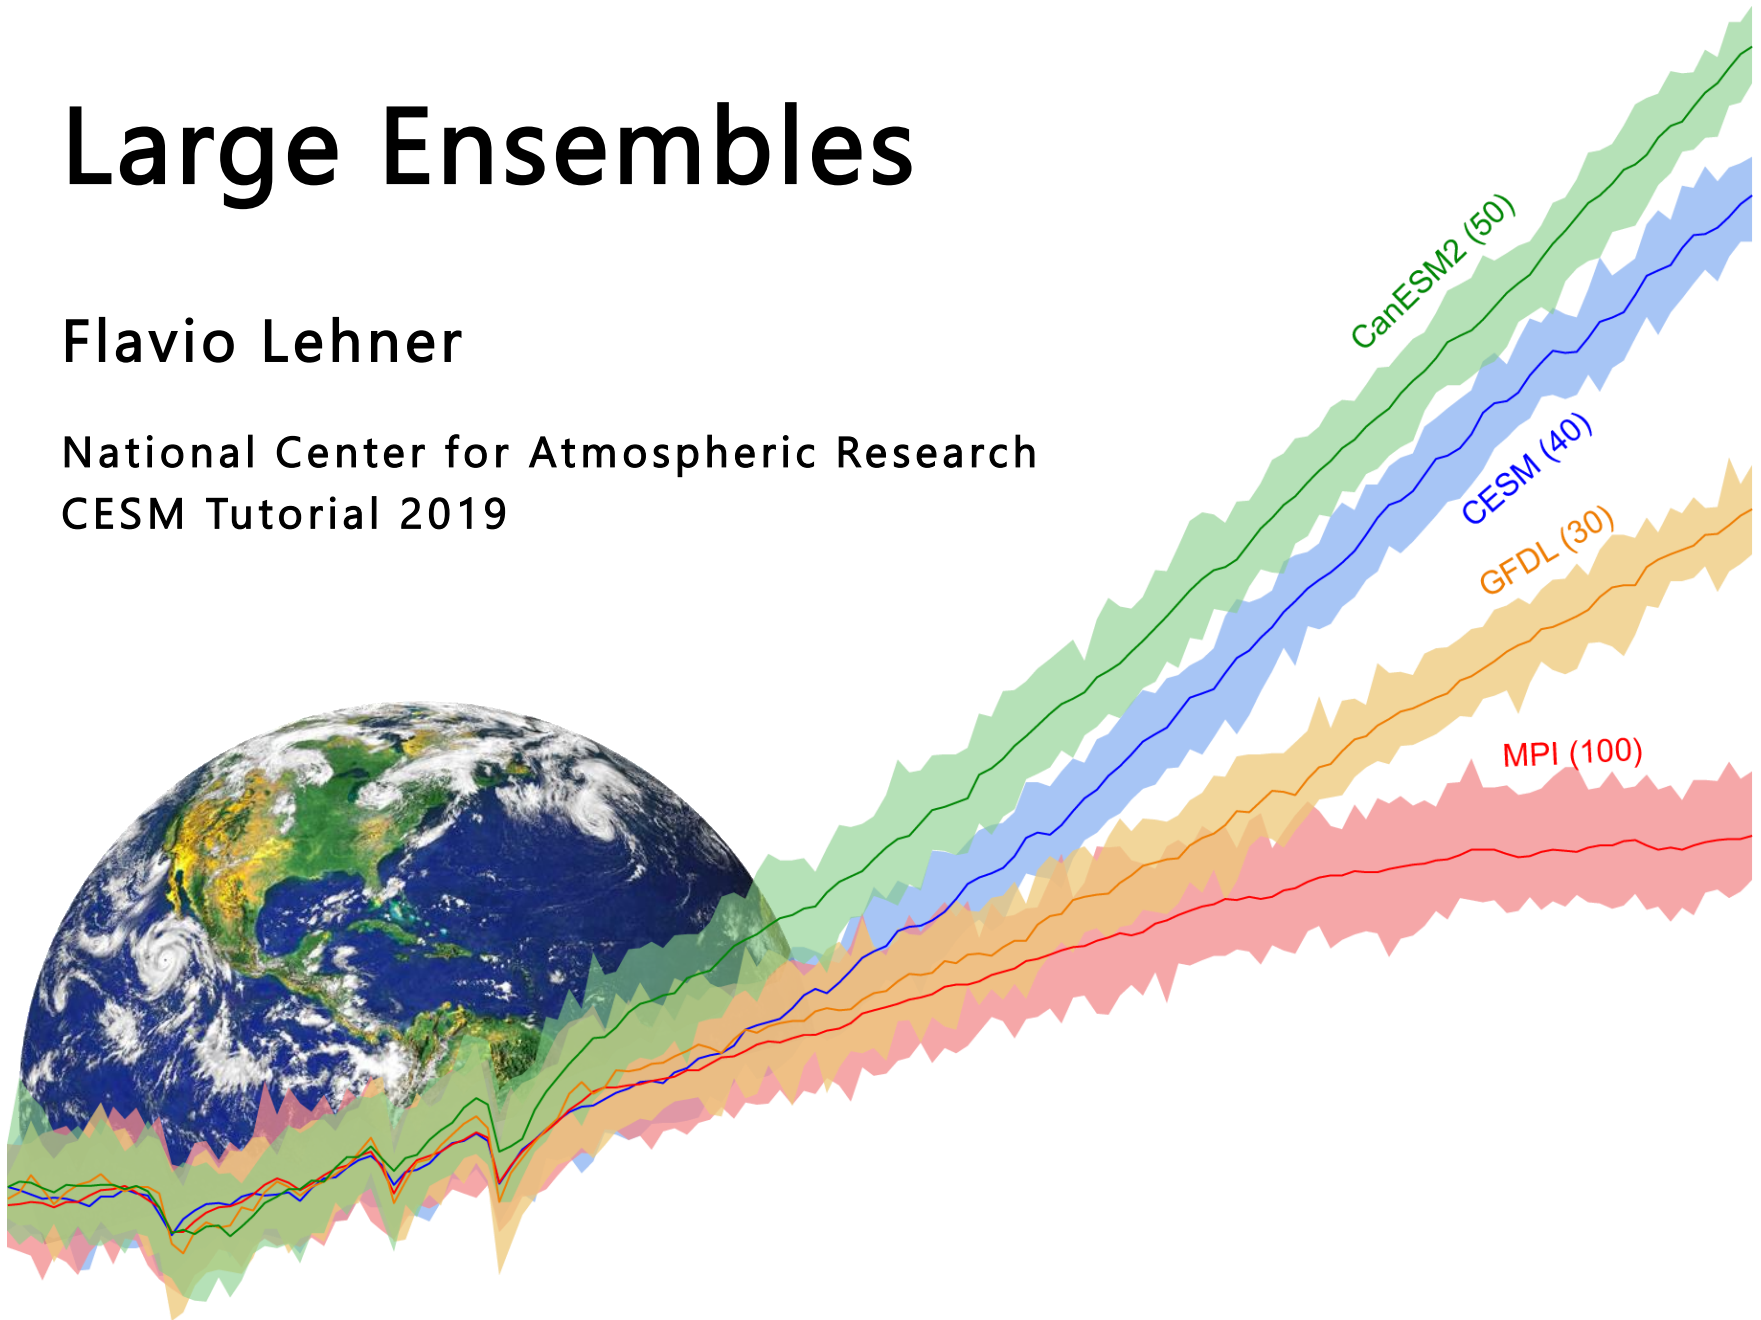 Large Ensembles
Flavio Lehner
National Center for Atmospheric Research
CESM Tutorial 2019
CanESM2 (50)
CESM (40)
GFDL (30)
MPI (100)